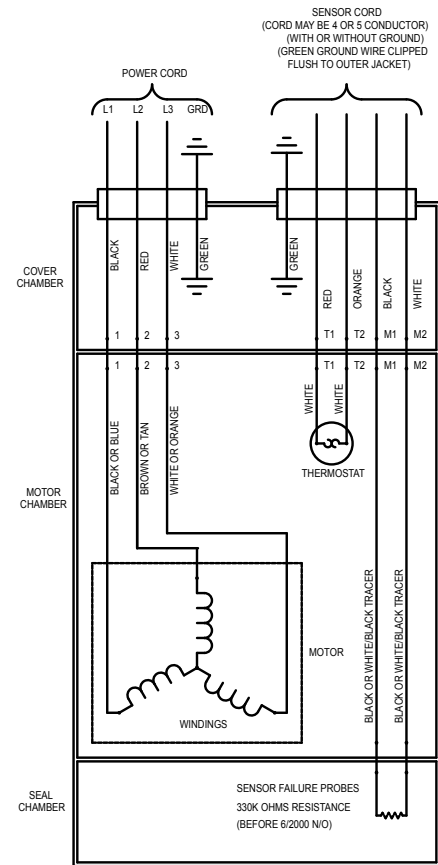 SENSOR CORD
(CORD MAY BE 4 OR 5 CONDUCTOR)
(WITH OR WITHOUT GROUND)
(GREEN GROUND WIRE CLIPPED
FLUSH TO OUTER JACKET)
POWER CORD
L1 L2 L3 GRD
COVER
CHAMBER
BLACK
RED
WHITE
GREEN
GREEN
RED
ORANGE
BLACK
WHITE
1 2 3 T1 T2 M1 M2
1 2 3 T1 T2 M1 M2
MOTOR
CHAMBER
BLACK OR BLUE
BROWN OR TAN
WHITE OR ORANGE
WHITE
WHITE
THERMOSTAT
BLACK OR WHITE/BLACK TRACER
BLACK OR WHITE/BLACK TRACER
MOTOR
WINDINGS
SEAL
CHAMBER
SENSOR FAILURE PROBES
330K OHMS RESISTANCE
(BEFORE 6/2000 N/O)